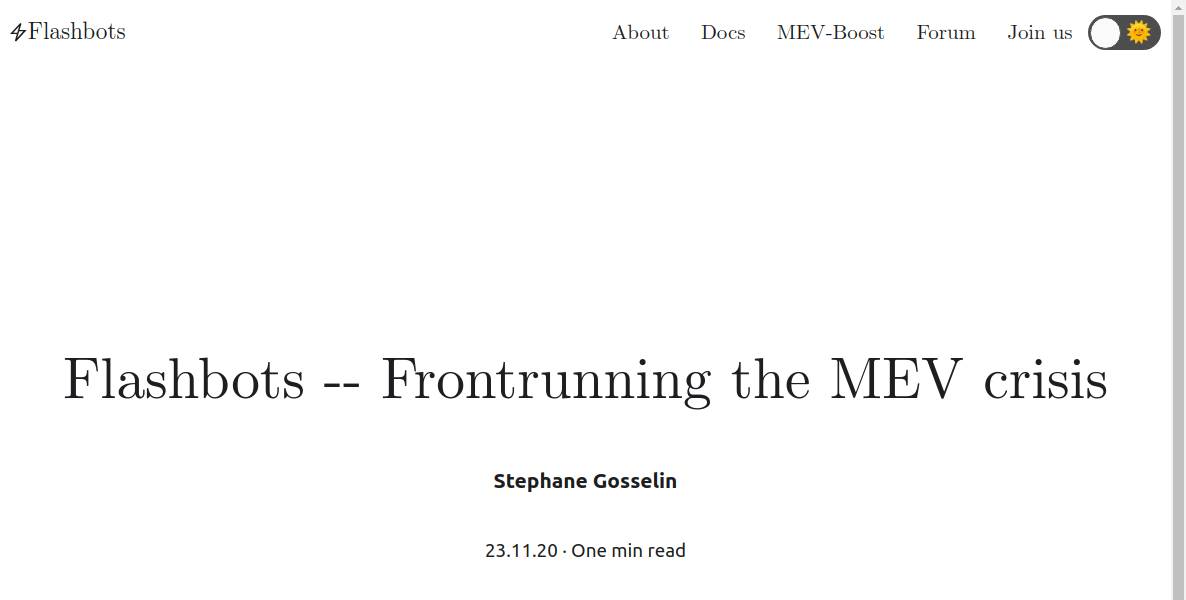 Flashbots
About Docs MEV-Boost Forum Join us
Flashbots -- Frontrunning the MEV crisis
Stephane Gosselin
23.11.20 · One min read